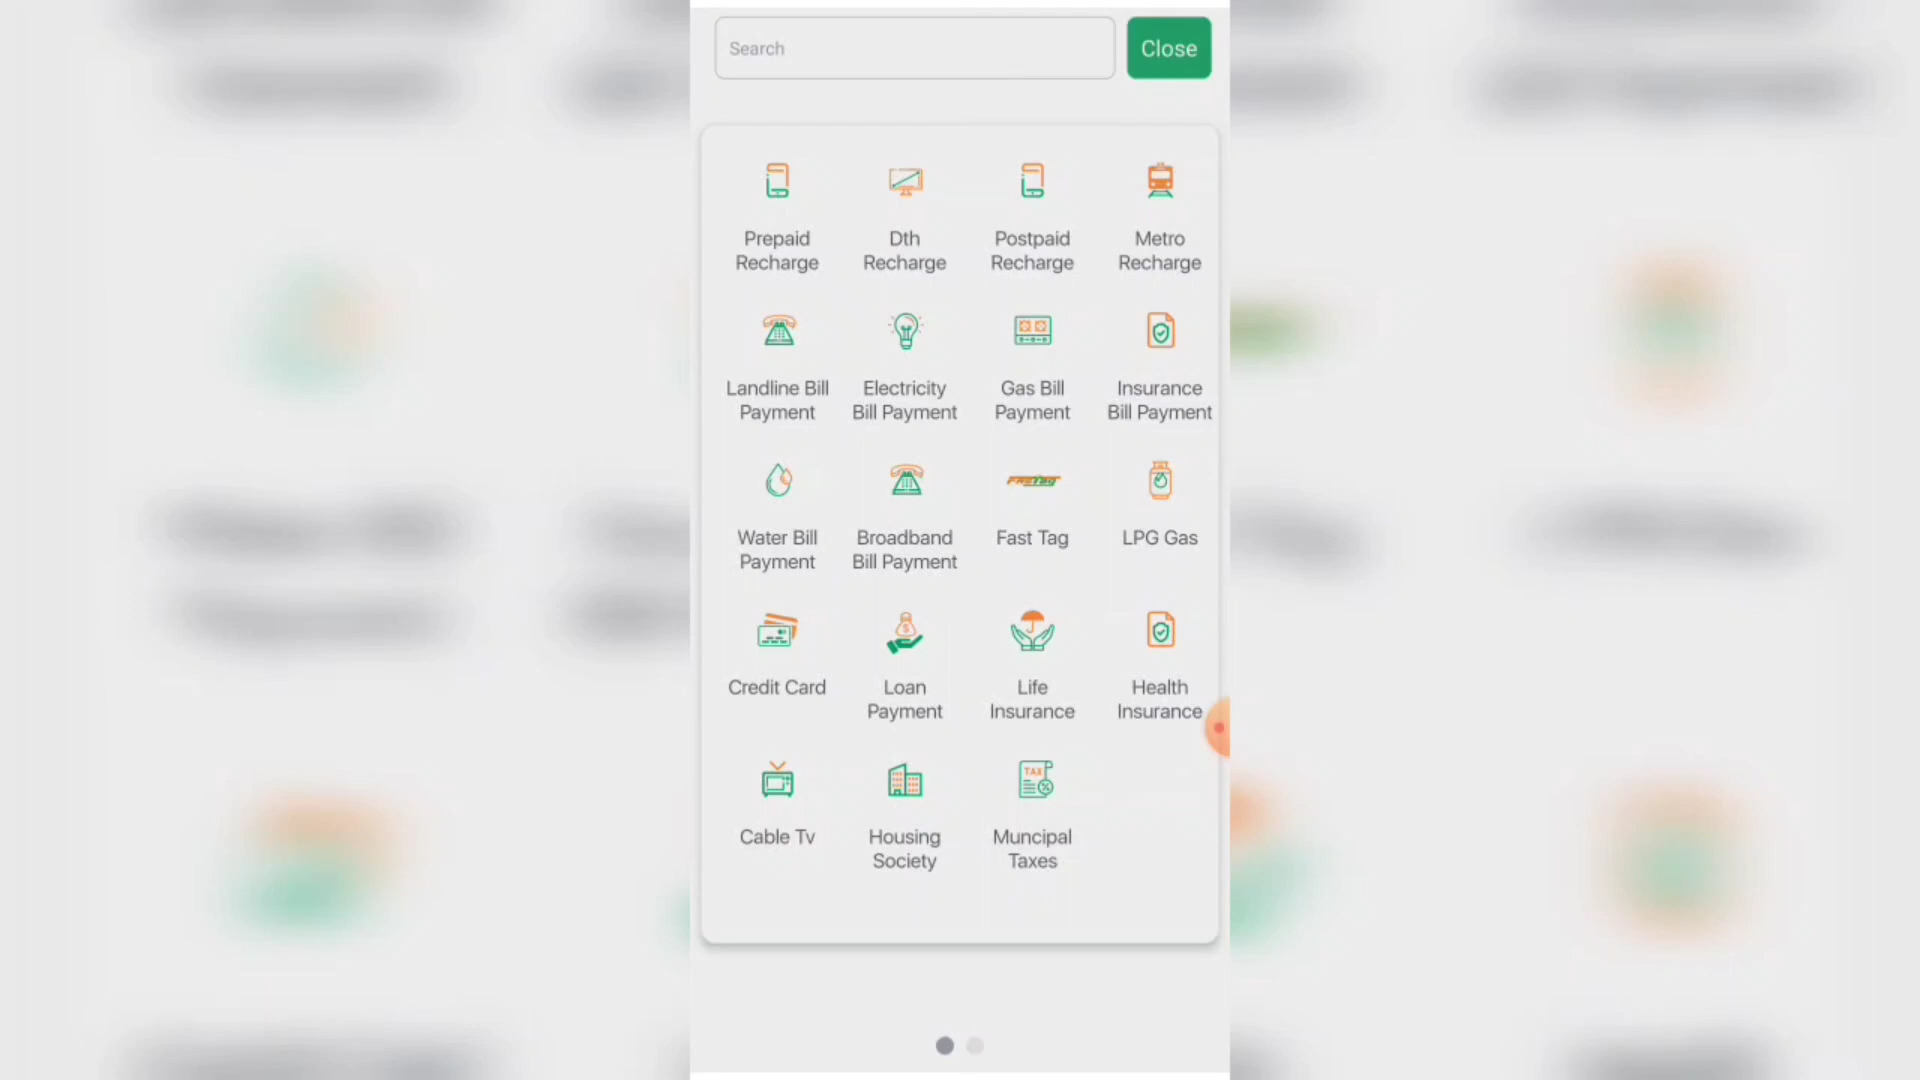 Search
Close
Prepaid
Recharge
Dth
Recharge
Postpaid
Recharge
Metro
Recharge
Landline Bill
Payment
Electricity
Bill Payment
Gas Bill
Payment
Insurance
Bill Payment
Water Bill
Payment
Broadband
Bill Payment
FASTag
Fast Tag
LPG Gas
Credit Card
Loan
Payment
Life
Insurance
Health
Insurance
TAX
Cable Tv
Housing
Society
Muncipal
Taxes